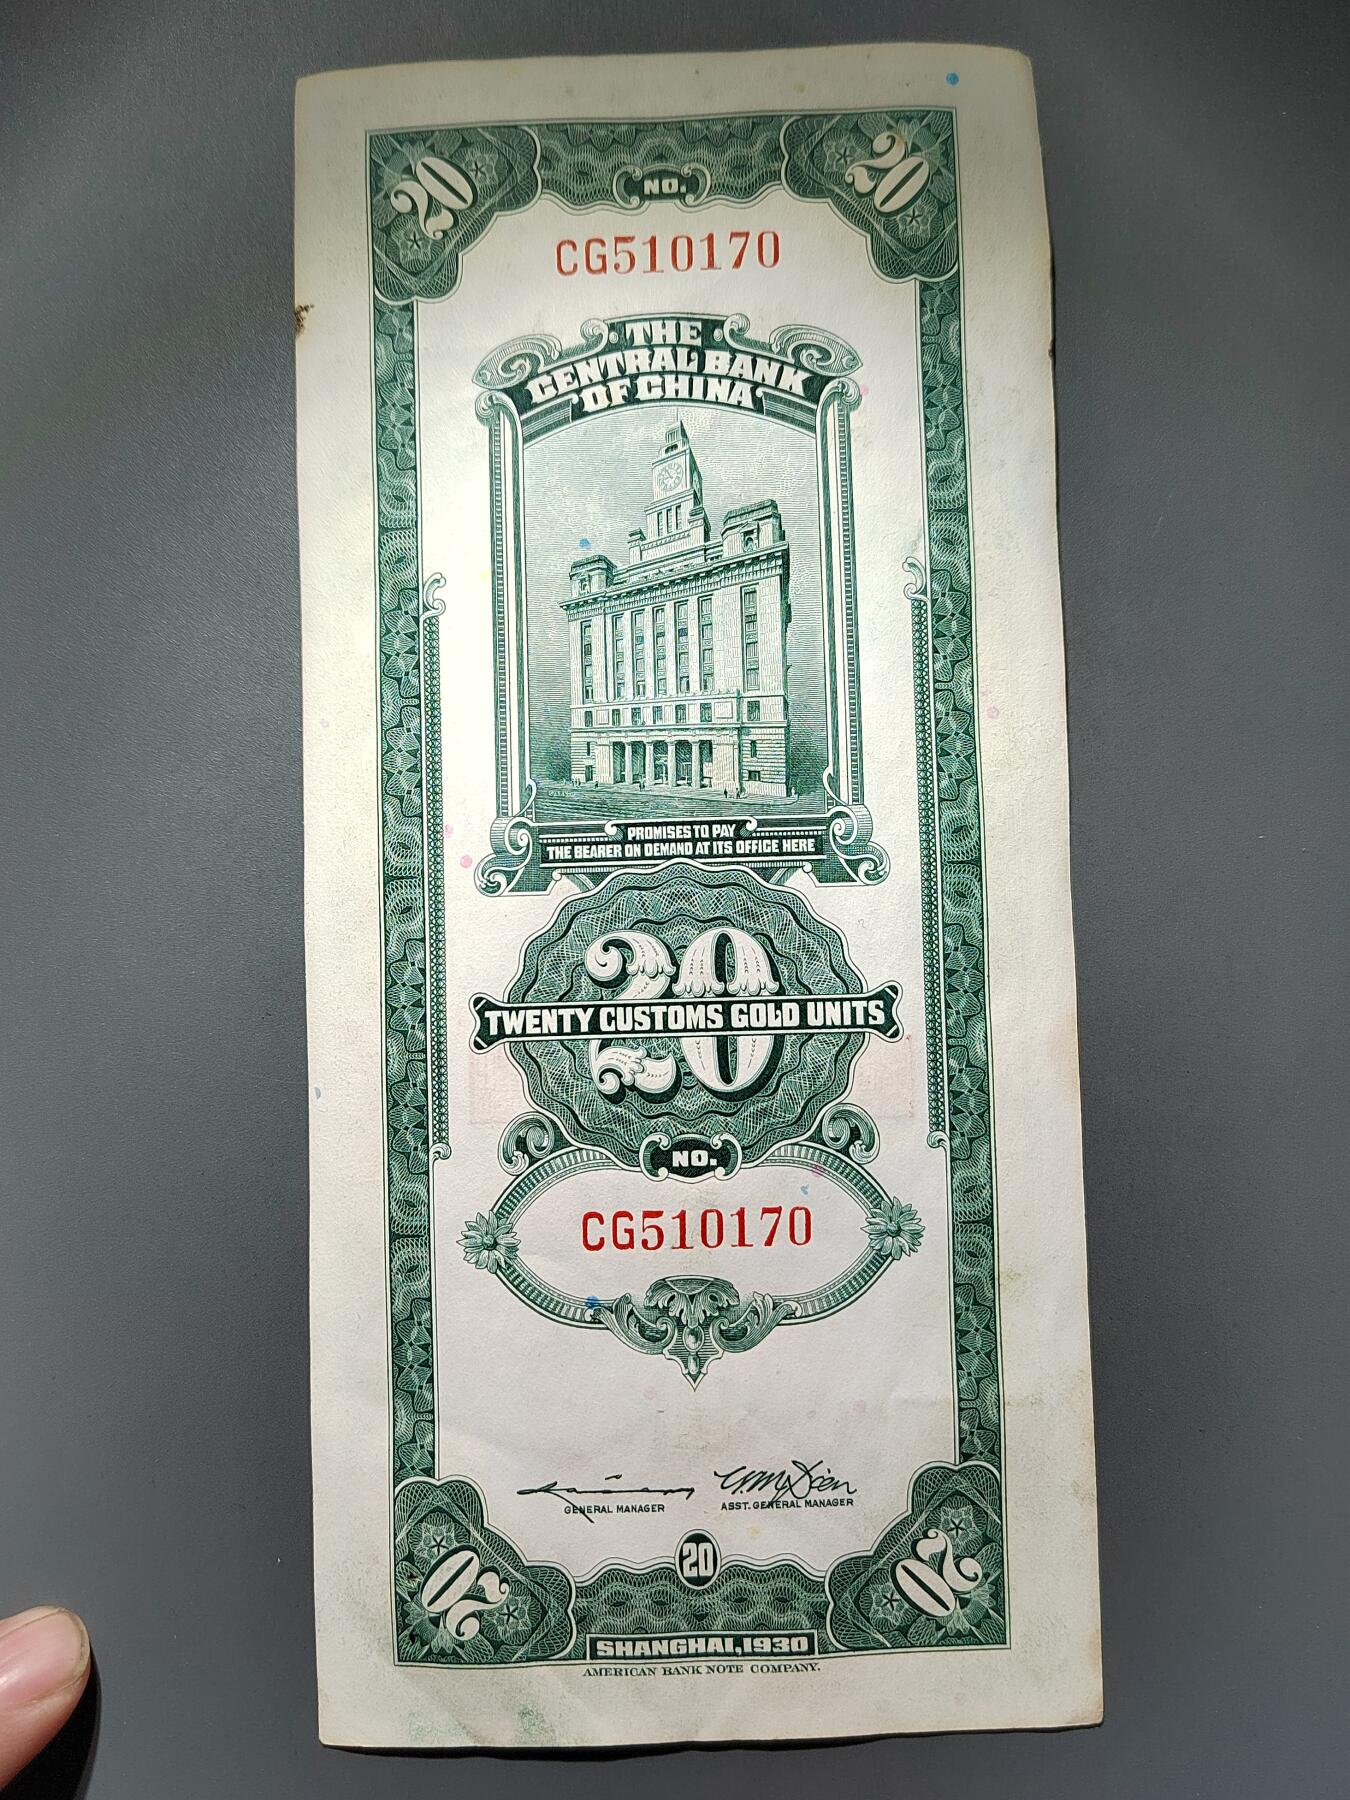 20
NO.
20
CG510170
THE
CENTRAL BANK
OF CHINA
PROMISES TO PAY
THE BEARER ON DEMAND AT ITS OFFICE HERE
20
TWENTY CUSTOMS GOLD UNITS
NO.
CG510170
GENERAL MANAGER
ASST. GENERAL MANAGER
20
20
20
SHANGHAI, 1930
AMERICAN BANK NOTE COMPANY.